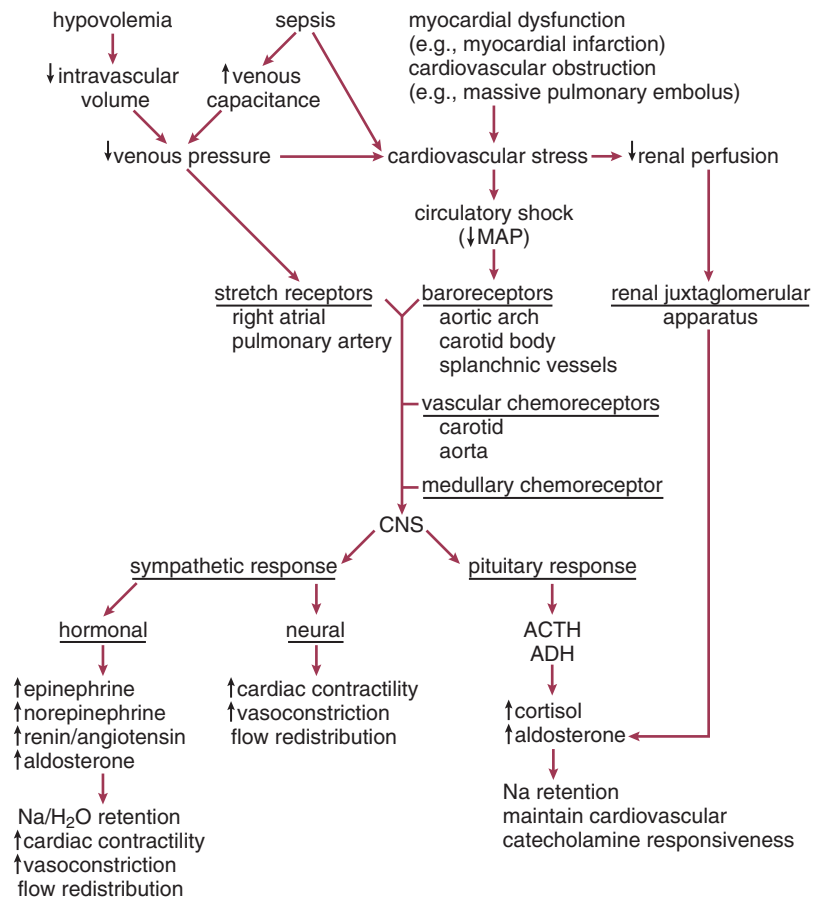 hypovolemia
sepsis
myocardial dysfunction
(e.g., myocardial infarction)
cardiovascular obstruction
(e.g., massive pulmonary embolus)
↓intravascular
volume
↑venous
capacitance
↓venous pressure
cardiovascular stress
↓renal perfusion
circulatory shock
(↓MAP)
stretch receptors
right atrial
pulmonary artery
baroreceptors
aortic arch
carotid body
splanchnic vessels
renal juxtaglomerular
apparatus
vascular chemoreceptors
carotid
aorta
medullary chemoreceptor
CNS
sympathetic response
pituitary response
hormonal
neural
ACTH
ADH
↑epinephrine
↑norepinephrine
↑renin/angiotensin
↑aldosterone
↑cardiac contractility
↑vasoconstriction
flow redistribution
↑cortisol
↑aldosterone
Na/H₂O retention
↑cardiac contractility
↑vasoconstriction
flow redistribution
Na retention
maintain cardiovascular
catecholamine responsiveness